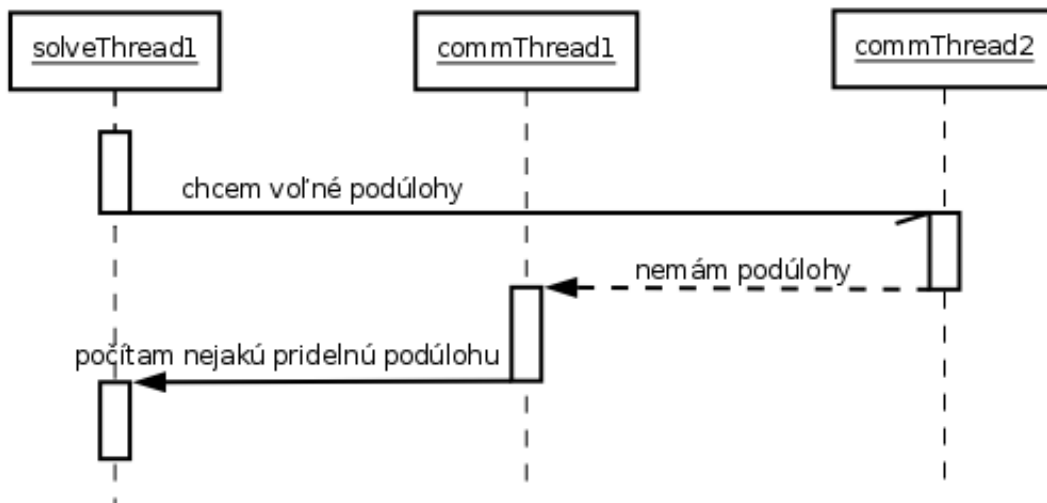 solveThread1
commThread1
commThread2
chcem voľné podúlohy
nemám podúlohy
počítam nejakú pridelnú podúlohu